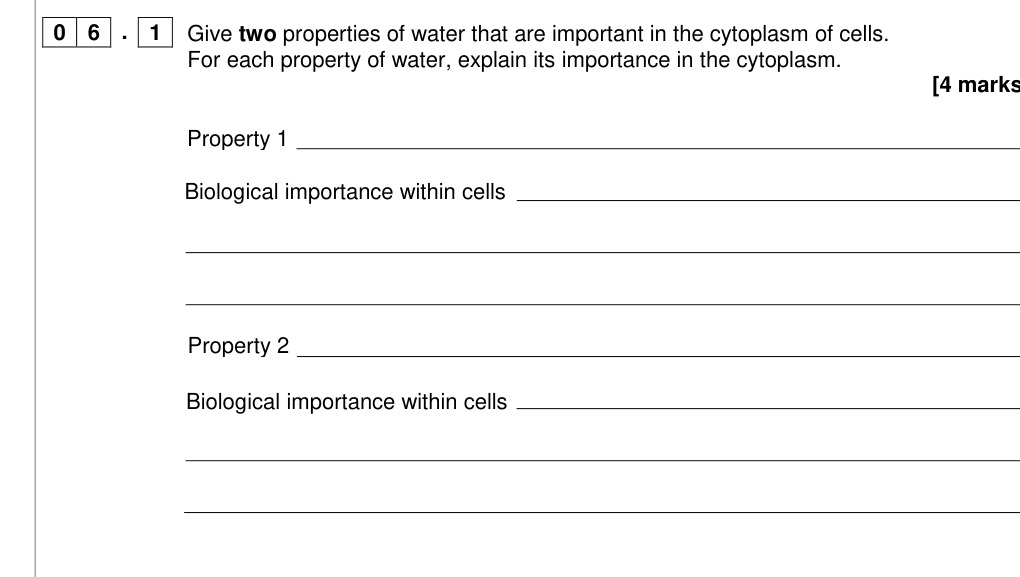 0 6 . 1 Give two properties of water that are important in the cytoplasm of cells.
For each property of water, explain its importance in the cytoplasm.
[4 marks
Property 1
Biological importance within cells
Property 2
Biological importance within cells